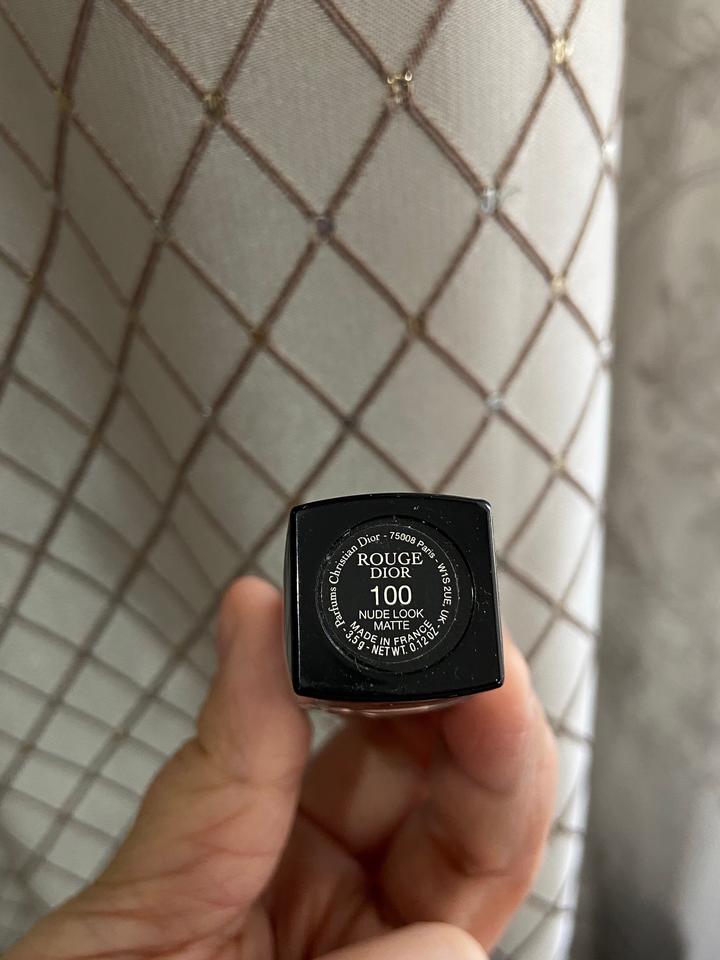 Parfums Christian Dior - 75008 Paris - W1S 2UE, UK -
ROUGE
DIOR
100
NUDE LOOK
MATTE
MADE IN FRANCE
3,5 g - NET WT. 0.12 OZ -